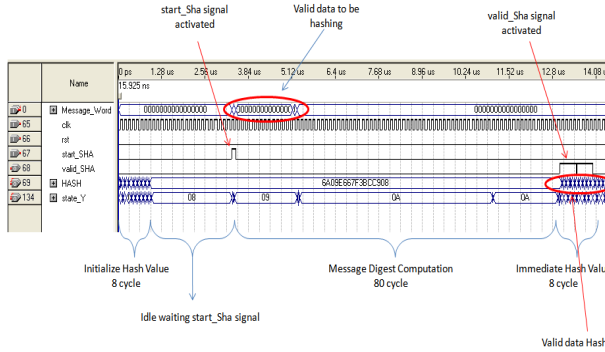 start_Sha signal
activated
Valid data to be
hashing
valid_Sha signal
activated
Name
0 ps 1.28 us 2.56 us 3.84 us 5.12 us 6.4 us 7.68 us 8.96 us 10.24 us 11.52 us 12.8 us 14.08 u
15.925 ns
0 Message_Word 0000000000000000 0000000000000 0000000000000000
65 clk
66 rst
67 start_SHA
68 valid_SHA
69 HASH 6A09E667F3BCC908
134 state_Y 08 09 0A 0A
Initialize Hash Value
8 cycle
Message Digest Computation
80 cycle
Immediate Hash Value
8 cycle
Idle waiting start_Sha signal
Valid data Hash